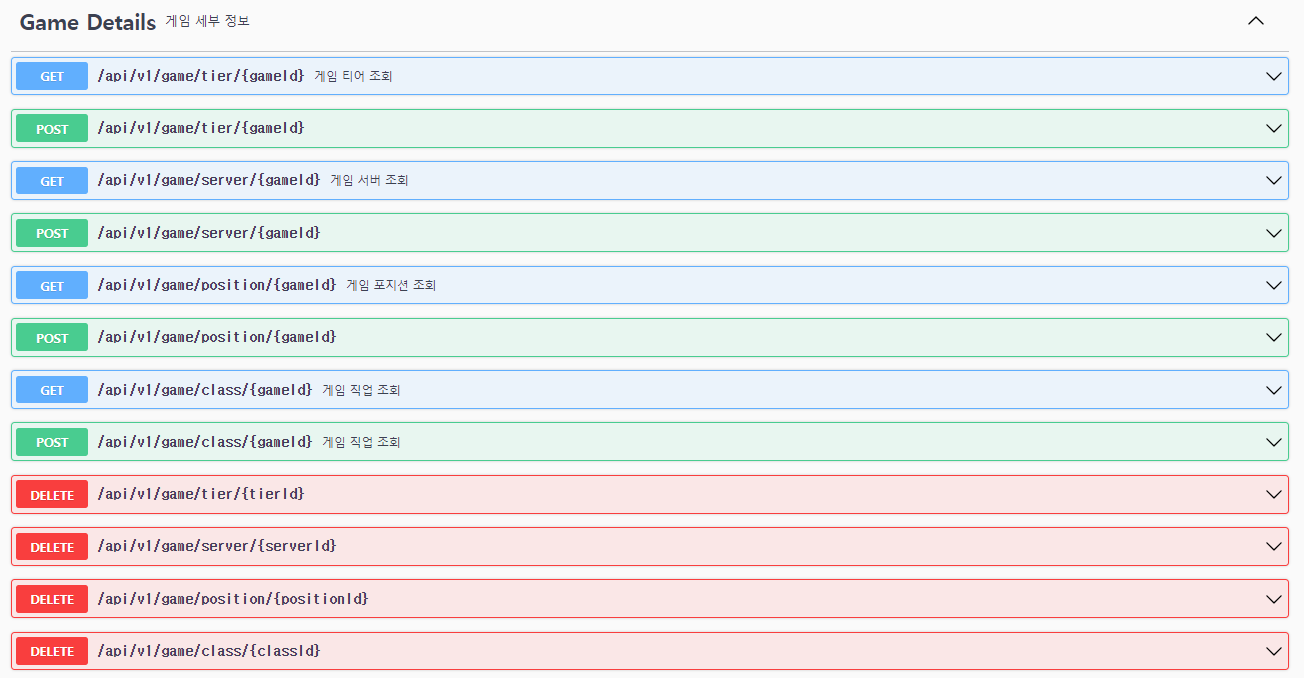 Game Details 게임 세부 정보
GET /api/v1/game/tier/{gameId} 게임 티어 조회
POST /api/v1/game/tier/{gameId}
GET /api/v1/game/server/{gameId} 게임 서버 조회
POST /api/v1/game/server/{gameId}
GET /api/v1/game/position/{gameId} 게임 포지션 조회
POST /api/v1/game/position/{gameId}
GET /api/v1/game/class/{gameId} 게임 직업 조회
POST /api/v1/game/class/{gameId} 게임 직업 조회
DELETE /api/v1/game/tier/{tierId}
DELETE /api/v1/game/server/{serverId}
DELETE /api/v1/game/position/{positionId}
DELETE /api/v1/game/class/{classId}